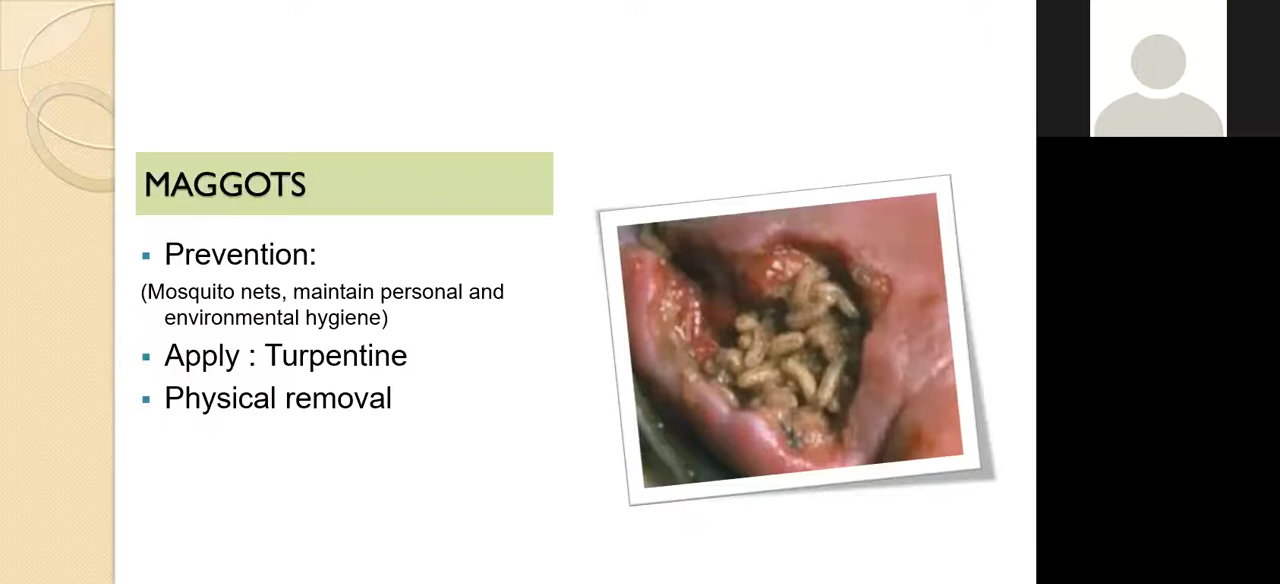 MAGGOTS
▪ Prevention:
(Mosquito nets, maintain personal and
environmental hygiene)
▪ Apply : Turpentine
▪ Physical removal